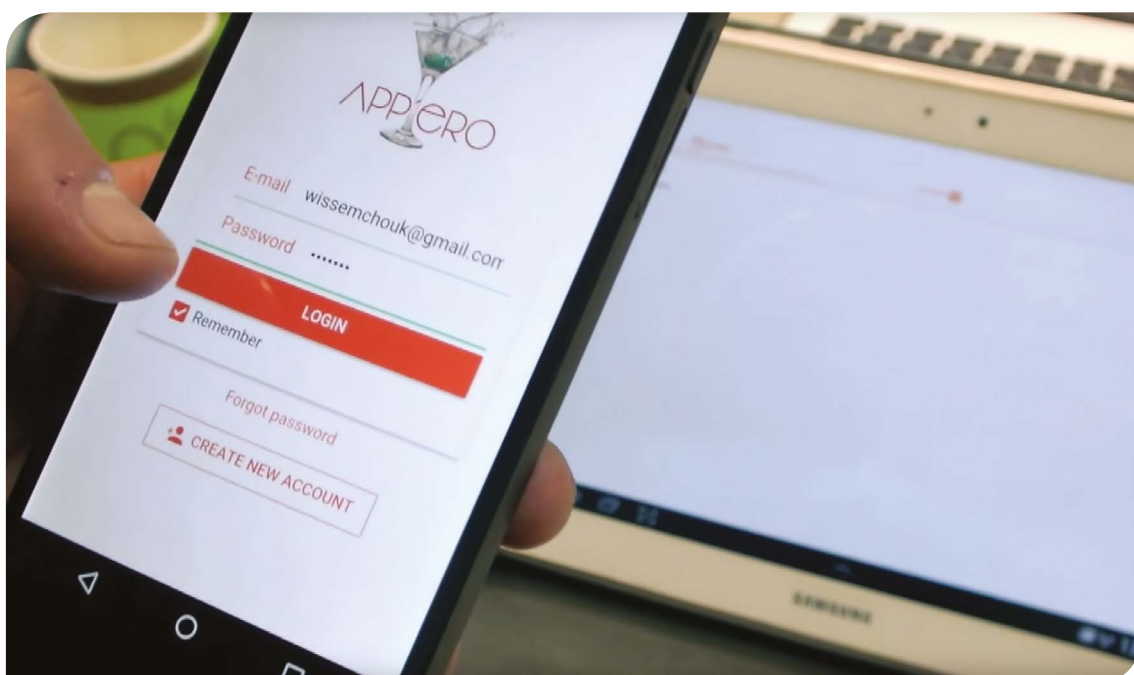 APP'ERO
E-mail wissemchouk@gmail.com
Password •••••••
LOGIN
Remember
Forgot password
CREATE NEW ACCOUNT
SAMSUNG